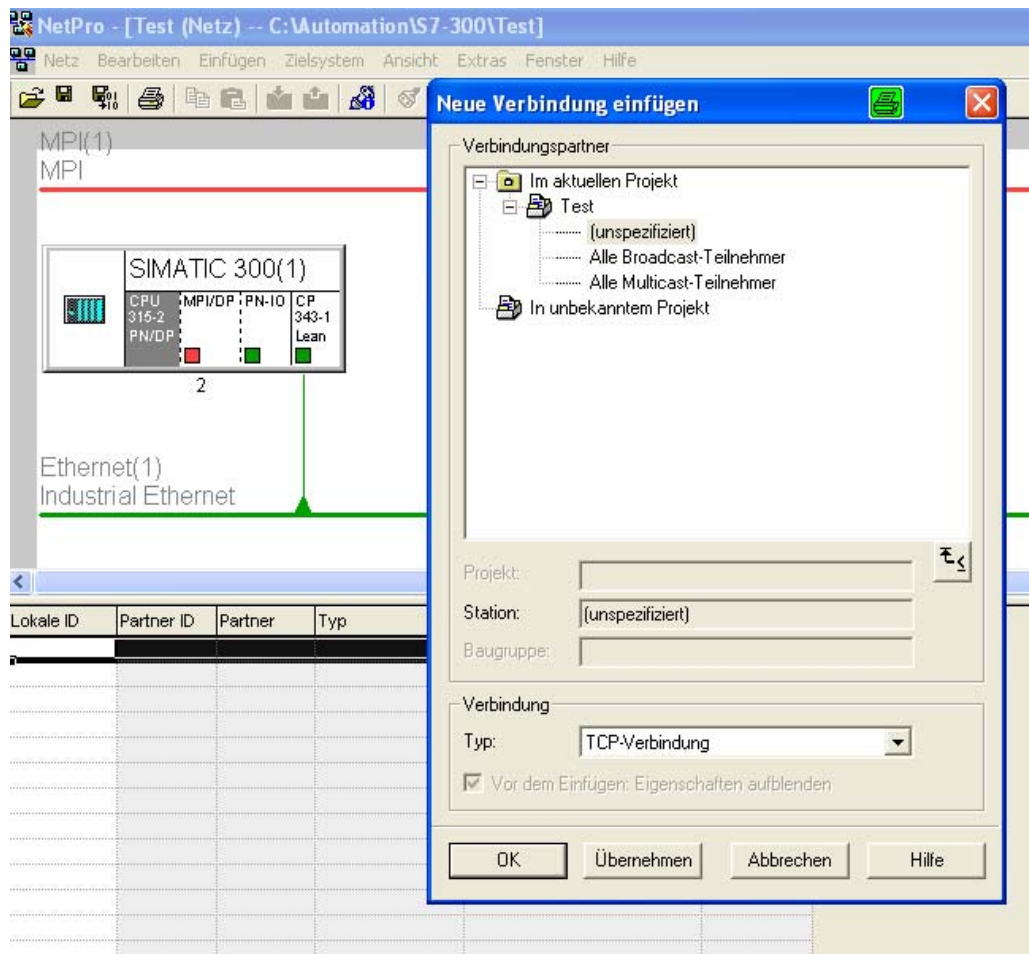 NetPro - [Test (Netz) -- C:\Automation\S7-300\Test]
Netz Bearbeiten Einfügen Zielsystem Ansicht Extras Fenster Hilfe
MPI(1)
MPI
SIMATIC 300(1)
CPU 315-2 PN/DP
MPI/DP
PN-IO
CP 343-1 Lean
2
Ethernet(1)
Industrial Ethernet
Lokale ID Partner ID Partner Typ
Neue Verbindung einfügen
Verbindungspartner
Im aktuellen Projekt
Test
(unspezifiziert)
Alle Broadcast-Teilnehmer
Alle Multicast-Teilnehmer
In unbekanntem Projekt
Projekt:
Station: (unspezifiziert)
Baugruppe:
Verbindung
Typ: TCP-Verbindung
Vor dem Einfügen: Eigenschaften aufblenden
OK Übernehmen Abbrechen Hilfe